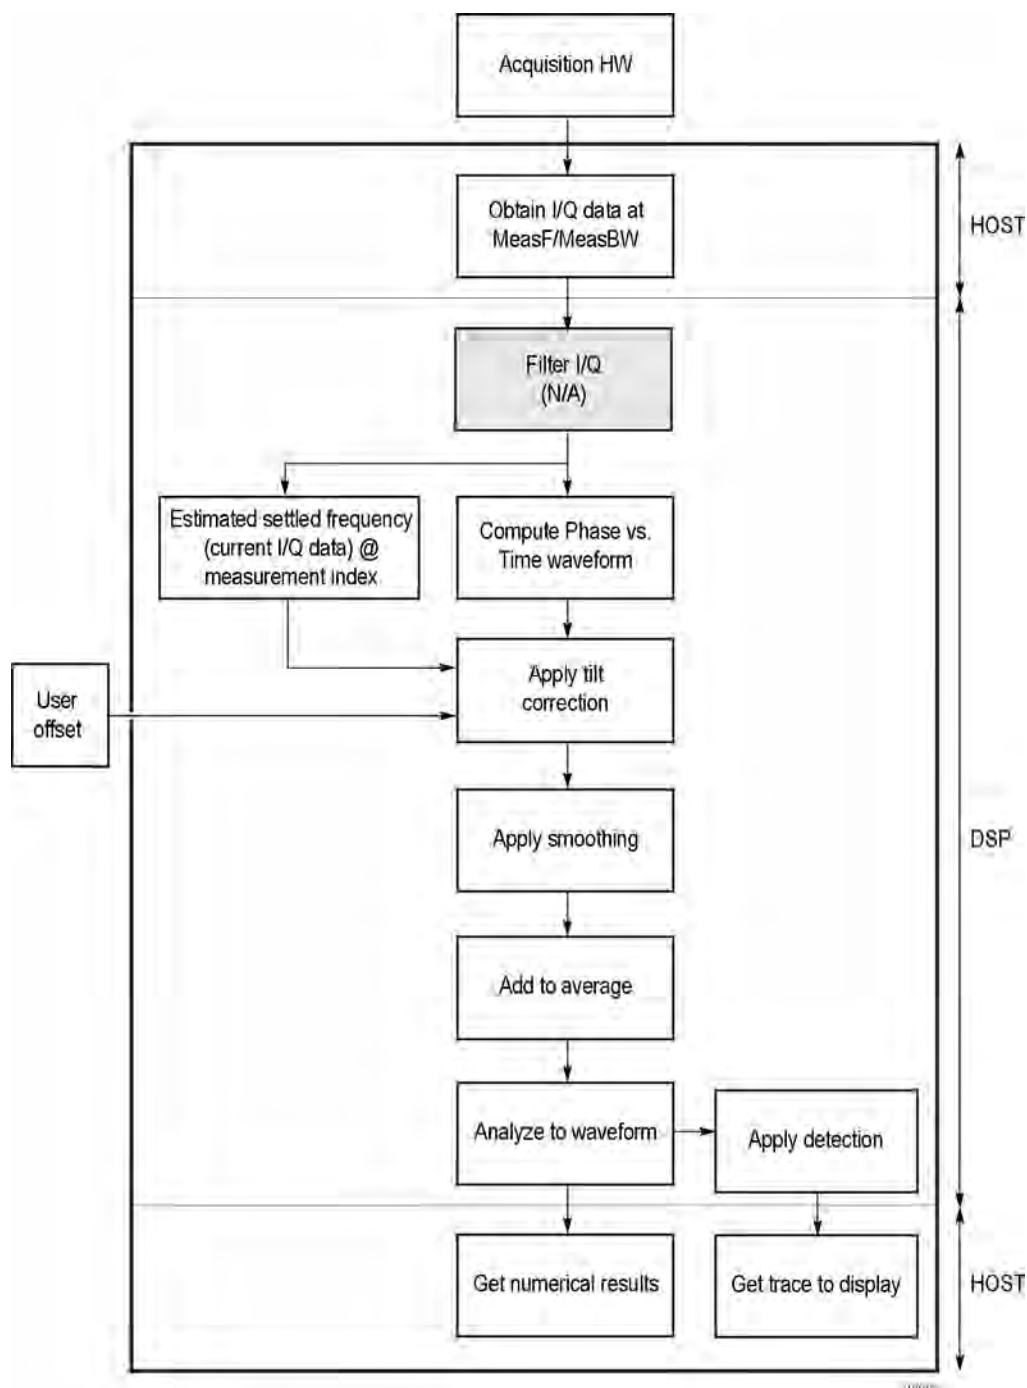 Acquisition HW
Obtain I/Q data at
MeasF/MeasBW
HOST
Filter I/Q
(N/A)
Estimated settled frequency
(current I/Q data) @
measurement index
Compute Phase vs.
Time waveform
User
offset
Apply tilt
correction
Apply smoothing
DSP
Add to average
Analyze to waveform
Apply detection
Get numerical results
Get trace to display
HOST